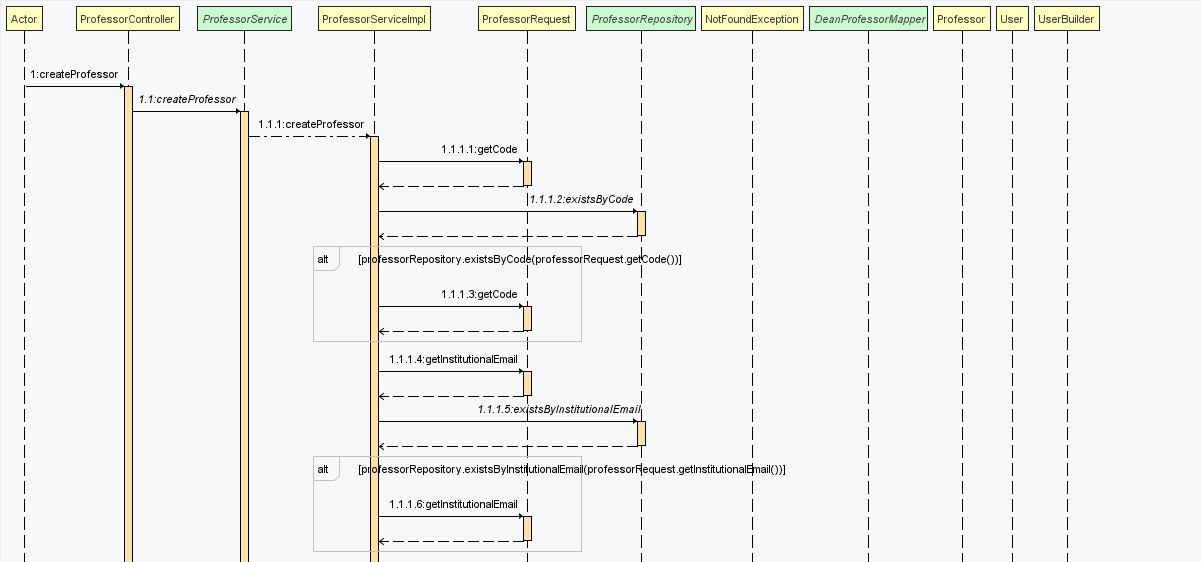 Actor
ProfessorController
ProfessorService
ProfessorServiceImpl
ProfessorRequest
ProfessorRepository
NotFoundException
DeanProfessorMapper
Professor
User
UserBuilder
1:createProfessor
1.1:createProfessor
1.1.1:createProfessor
1.1.1.1:getCode
1.1.1.2:existsByCode
alt
[professorRepository.existsByCode(professorRequest.getCode())]
1.1.1.3:getCode
1.1.1.4:getInstitutionalEmail
1.1.1.5:existsByInstitutionalEmail
alt
[professorRepository.existsByInstitutionalEmail(professorRequest.getInstitutionalEmail())]
1.1.1.6:getInstitutionalEmail